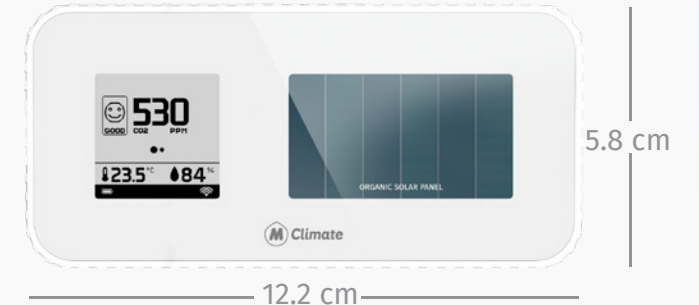 530
GOOD CO2 PPM
23.5°C 84%
ORGANIC SOLAR PANEL
M Climate
5.8 cm
12.2 cm